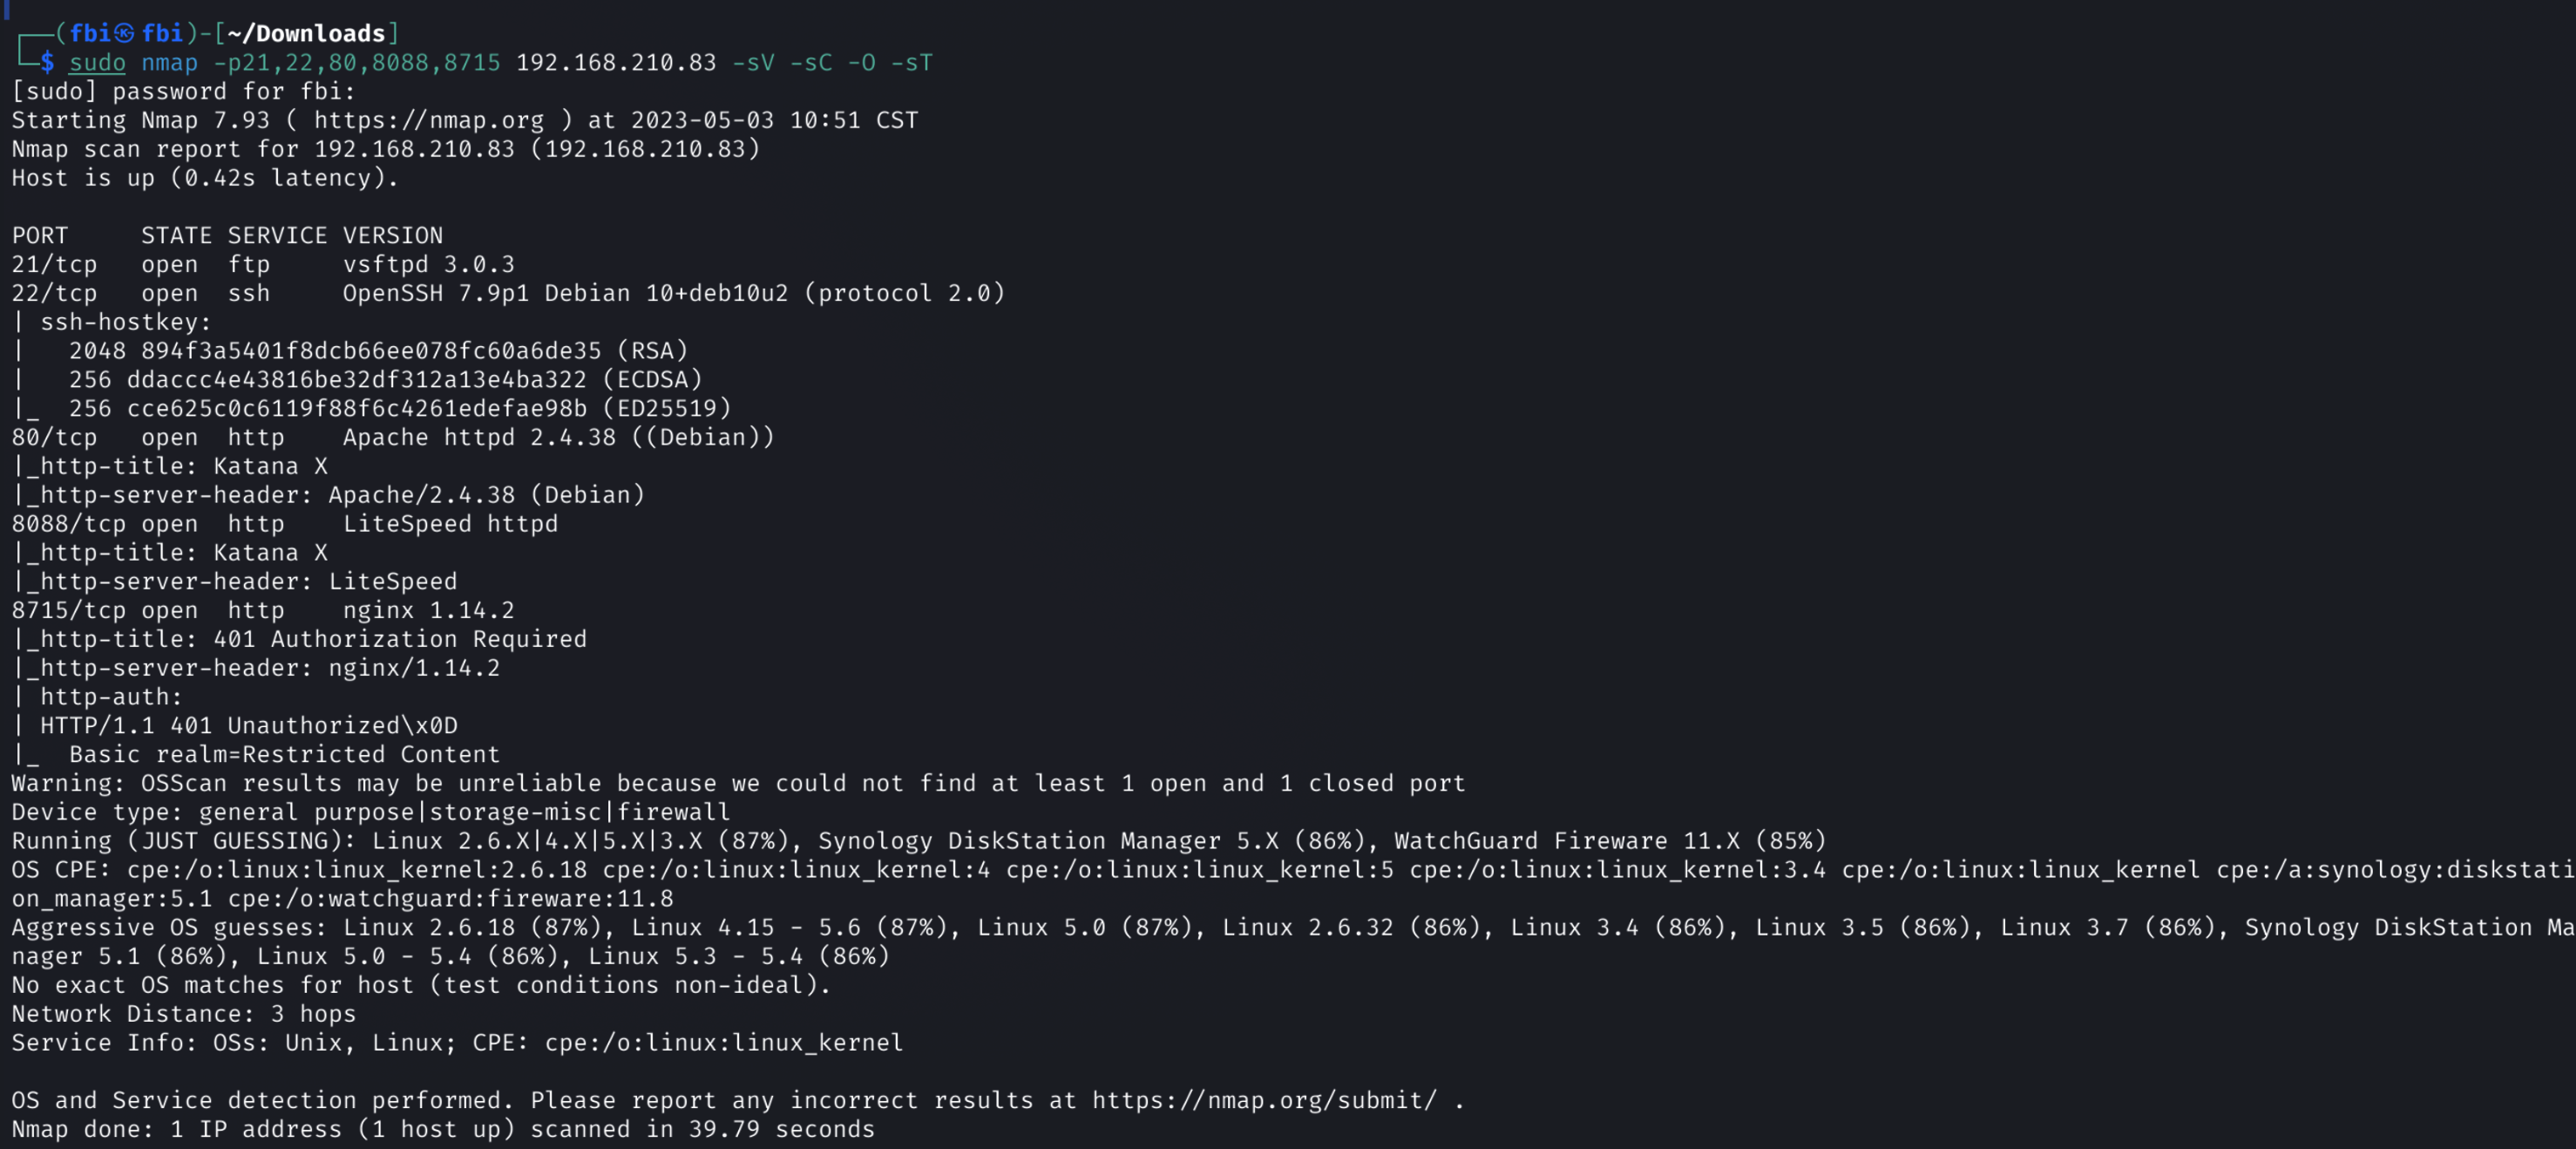 ┌──(fbi㉿fbi)-[~/Downloads]
└─$ sudo nmap -p21,22,80,8088,8715 192.168.210.83 -sV -sC -O -sT
[sudo] password for fbi:
Starting Nmap 7.93 ( https://nmap.org ) at 2023-05-03 10:51 CST
Nmap scan report for 192.168.210.83 (192.168.210.83)
Host is up (0.42s latency).

PORT     STATE SERVICE VERSION
21/tcp   open  ftp     vsftpd 3.0.3
22/tcp   open  ssh     OpenSSH 7.9p1 Debian 10+deb10u2 (protocol 2.0)
| ssh-hostkey:
|   2048 894f3a5401f8dcb66ee078fc60a6de35 (RSA)
|   256 ddaccc4e43816be32df312a13e4ba322 (ECDSA)
|_  256 cce625c0c6119f88f6c4261edefae98b (ED25519)
80/tcp   open  http    Apache httpd 2.4.38 ((Debian))
|_http-title: Katana X
|_http-server-header: Apache/2.4.38 (Debian)
8088/tcp open  http    LiteSpeed httpd
|_http-title: Katana X
|_http-server-header: LiteSpeed
8715/tcp open  http    nginx 1.14.2
|_http-title: 401 Authorization Required
|_http-server-header: nginx/1.14.2
| http-auth:
| HTTP/1.1 401 Unauthorized\x0D
|_  Basic realm=Restricted Content
Warning: OSScan results may be unreliable because we could not find at least 1 open and 1 closed port
Device type: general purpose|storage-misc|firewall
Running (JUST GUESSING): Linux 2.6.X|4.X|5.X|3.X (87%), Synology DiskStation Manager 5.X (86%), WatchGuard Fireware 11.X (85%)
OS CPE: cpe:/o:linux:linux_kernel:2.6.18 cpe:/o:linux:linux_kernel:4 cpe:/o:linux:linux_kernel:5 cpe:/o:linux:linux_kernel:3.4 cpe:/o:linux:linux_kernel cpe:/a:synology:diskstati
on_manager:5.1 cpe:/o:watchguard:fireware:11.8
Aggressive OS guesses: Linux 2.6.18 (87%), Linux 4.15 - 5.6 (87%), Linux 5.0 (87%), Linux 2.6.32 (86%), Linux 3.4 (86%), Linux 3.5 (86%), Linux 3.7 (86%), Synology DiskStation Ma
nager 5.1 (86%), Linux 5.0 - 5.4 (86%), Linux 5.3 - 5.4 (86%)
No exact OS matches for host (test conditions non-ideal).
Network Distance: 3 hops
Service Info: OSs: Unix, Linux; CPE: cpe:/o:linux:linux_kernel

OS and Service detection performed. Please report any incorrect results at https://nmap.org/submit/ .
Nmap done: 1 IP address (1 host up) scanned in 39.79 seconds